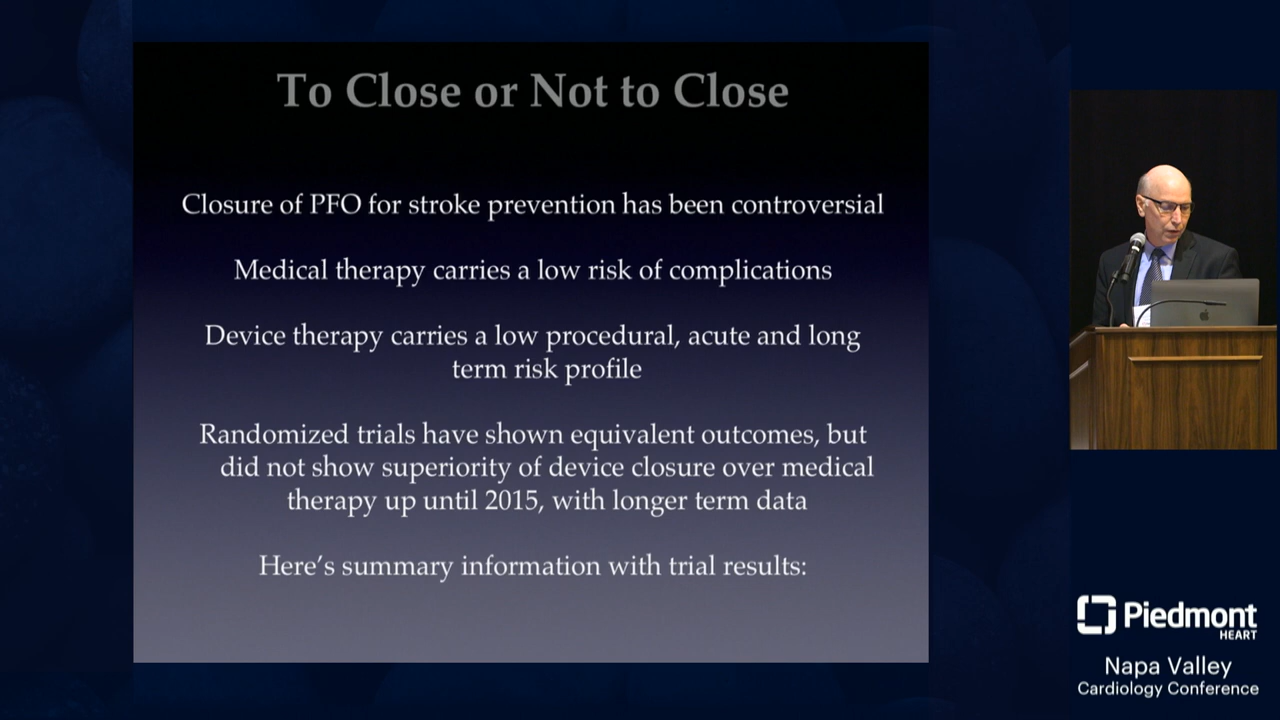 To Close or Not to Close
Closure of PFO for stroke prevention has been controversial
Medical therapy carries a low risk of complications
Device therapy carries a low procedural, acute and long
term risk profile
Randomized trials have shown equivalent outcomes, but
did not show superiority of device closure over medical
therapy up until 2015, with longer term data
Here's summary information with trial results:
Piedmont
HEART
Napa Valley
Cardiology Conference